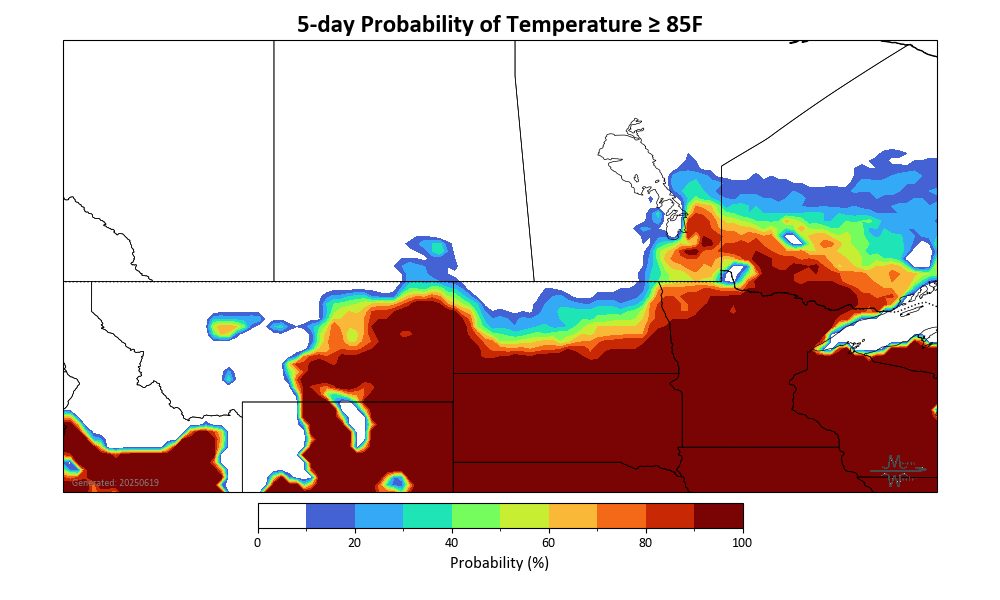 5-day Probability of Temperature ≥ 85F
Generated: 20250619
0 20 40 60 80 100
Probability (%)